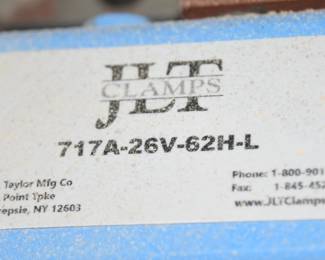 JLT
CLAMPS
717A-26V-62H-L
Taylor Mfg Co
Point Tpke
epsie, NY 12603
Phone: 1-800-901
Fax: 1-845-452
www.JLTClamps